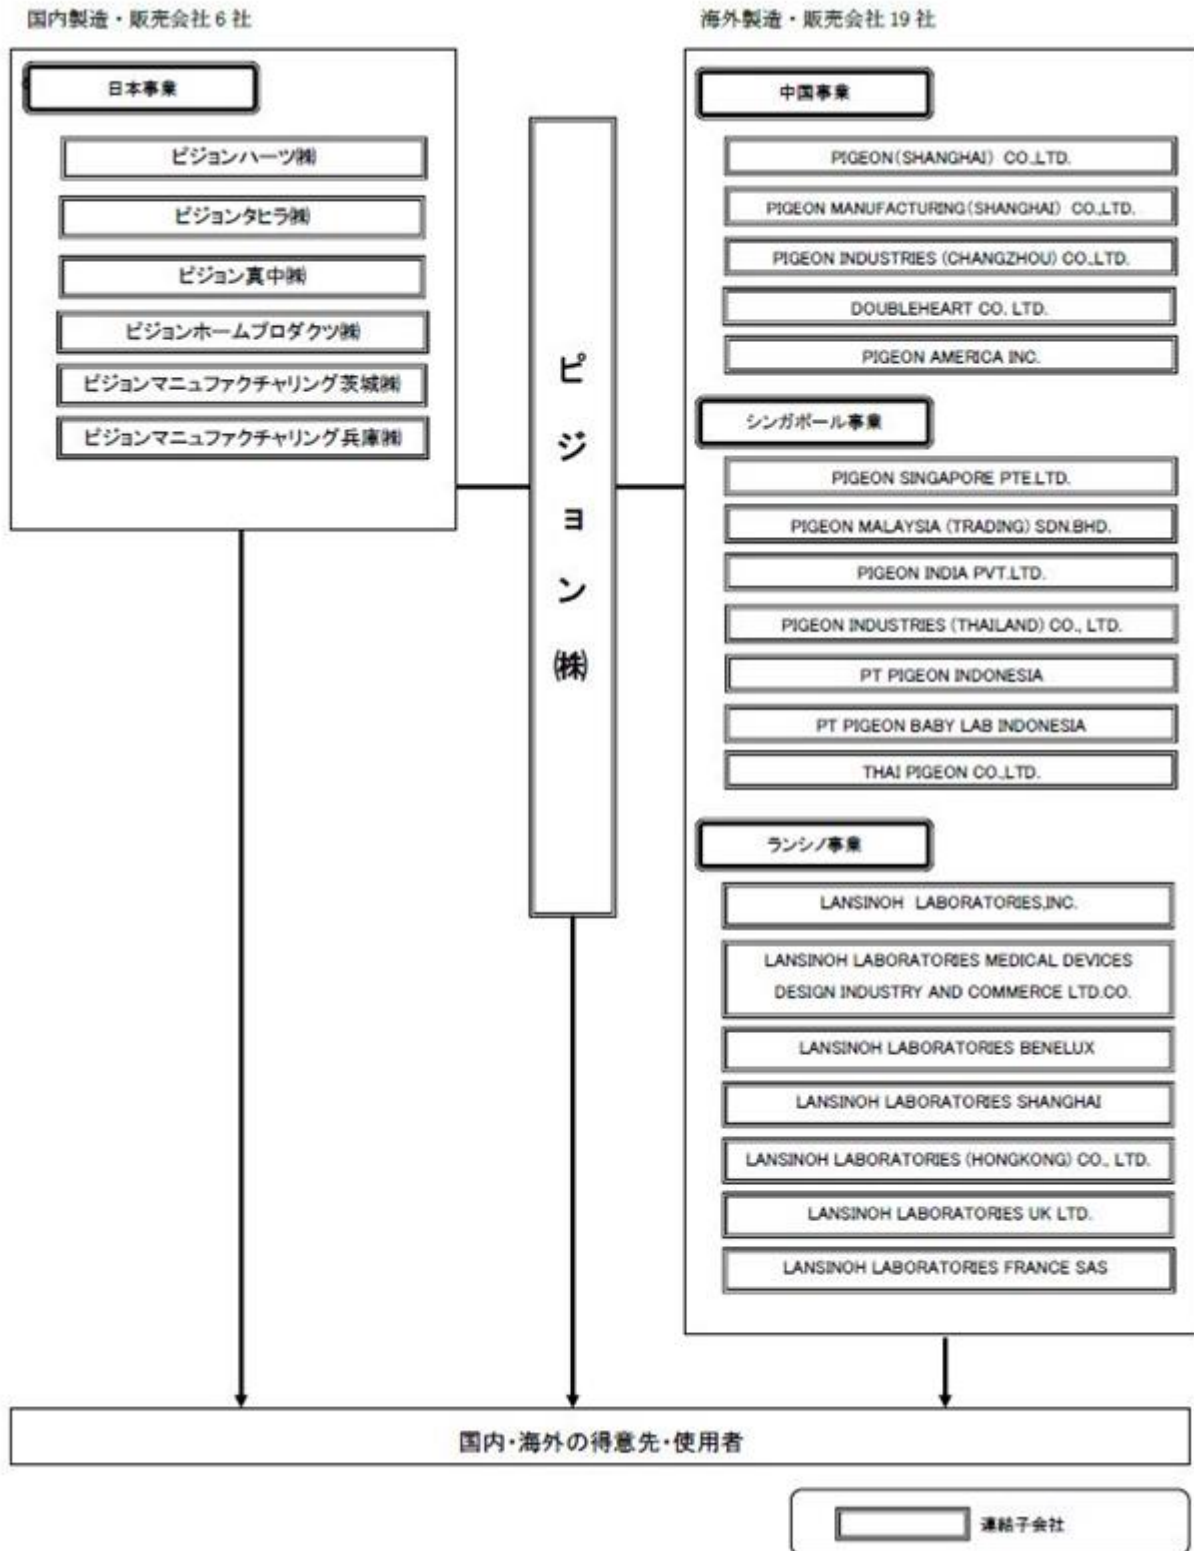 国内製造・販売会社 6 社
日本事業
ピジョンハーツ㈱
ピジョンタヒラ㈱
ピジョン真中㈱
ピジョンホームプロダクツ㈱
ピジョンマニュファクチャリング茨城㈱
ピジョンマニュファクチャリング兵庫㈱
ピジョン㈱
海外製造・販売会社 19 社
中国事業
PIGEON(SHANGHAI) CO.,LTD.
PIGEON MANUFACTURING(SHANGHAI) CO.,LTD.
PIGEON INDUSTRIES (CHANGZHOU) CO.,LTD.
DOUBLEHEART CO. LTD.
PIGEON AMERICA INC.
シンガポール事業
PIGEON SINGAPORE PTE.LTD.
PIGEON MALAYSIA (TRADING) SDN.BHD.
PIGEON INDIA PVT.LTD.
PIGEON INDUSTRIES (THAILAND) CO., LTD.
PT PIGEON INDONESIA
PT PIGEON BABY LAB INDONESIA
THAI PIGEON CO.,LTD.
ランシノ事業
LANSINOH LABORATORIES,INC.
LANSINOH LABORATORIES MEDICAL DEVICES
DESIGN INDUSTRY AND COMMERCE LTD.CO.
LANSINOH LABORATORIES BENELUX
LANSINOH LABORATORIES SHANGHAI
LANSINOH LABORATORIES (HONGKONG) CO., LTD.
LANSINOH LABORATORIES UK LTD.
LANSINOH LABORATORIES FRANCE SAS
国内・海外の得意先・使用者
連結子会社